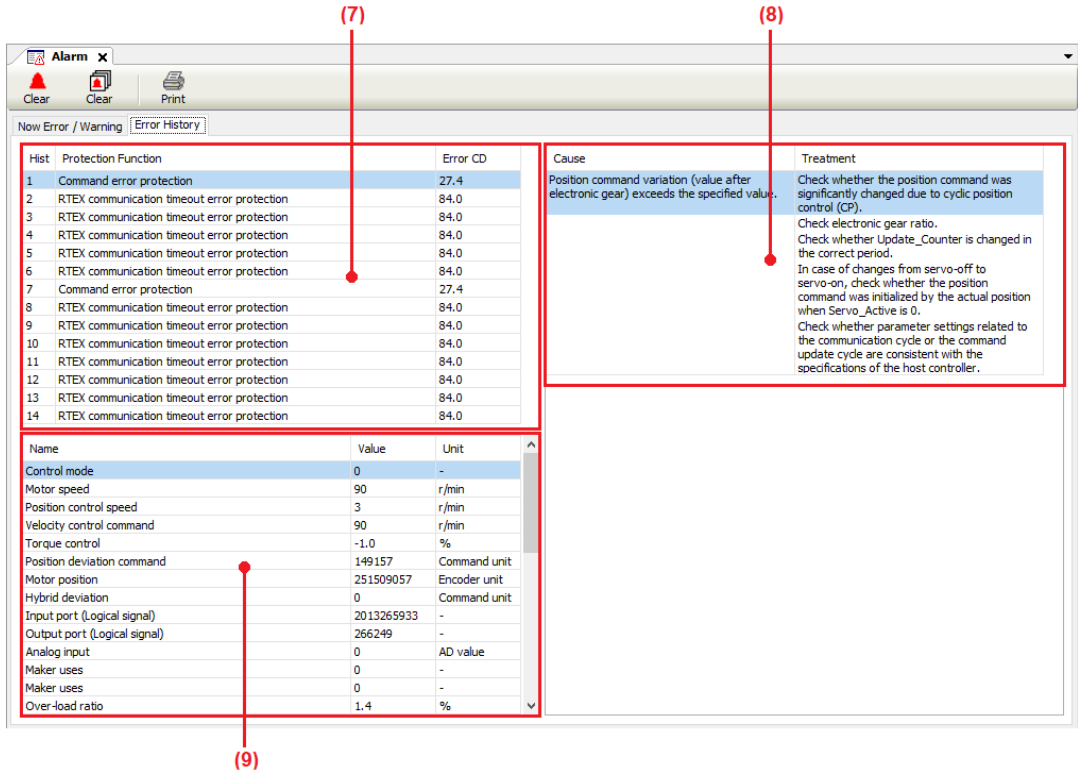 (7)
(8)
Alarm x
Clear
Clear
Print
Now Error / Warning
Error History
Hist Protection Function Error CD
1 Command error protection 27.4
2 RTEX communication timeout error protection 84.0
3 RTEX communication timeout error protection 84.0
4 RTEX communication timeout error protection 84.0
5 RTEX communication timeout error protection 84.0
6 RTEX communication timeout error protection 84.0
7 Command error protection 27.4
8 RTEX communication timeout error protection 84.0
9 RTEX communication timeout error protection 84.0
10 RTEX communication timeout error protection 84.0
11 RTEX communication timeout error protection 84.0
12 RTEX communication timeout error protection 84.0
13 RTEX communication timeout error protection 84.0
14 RTEX communication timeout error protection 84.0
Cause Treatment
Position command variation (value after
electronic gear) exceeds the specified value.
Check whether the position command was
significantly changed due to cyclic position
control (CP).
Check electronic gear ratio.
Check whether Update_Counter is changed in
the correct period.
In case of changes from servo-off to
servo-on, check whether the position
command was initialized by the actual position
when Servo_Active is 0.
Check whether parameter settings related to
the communication cycle or the command
update cycle are consistent with the
specifications of the host controller.
Name Value Unit
Control mode 0 -
Motor speed 90 r/min
Position control speed 3 r/min
Velocity control command 90 r/min
Torque control -1.0 %
Position deviation command 149157 Command unit
Motor position 251509057 Encoder unit
Hybrid deviation 0 Command unit
Input port (Logical signal) 2013265933 -
Output port (Logical signal) 266249 -
Analog input 0 AD value
Maker uses 0 -
Maker uses 0 -
Over-load ratio 1.4 %
(9)